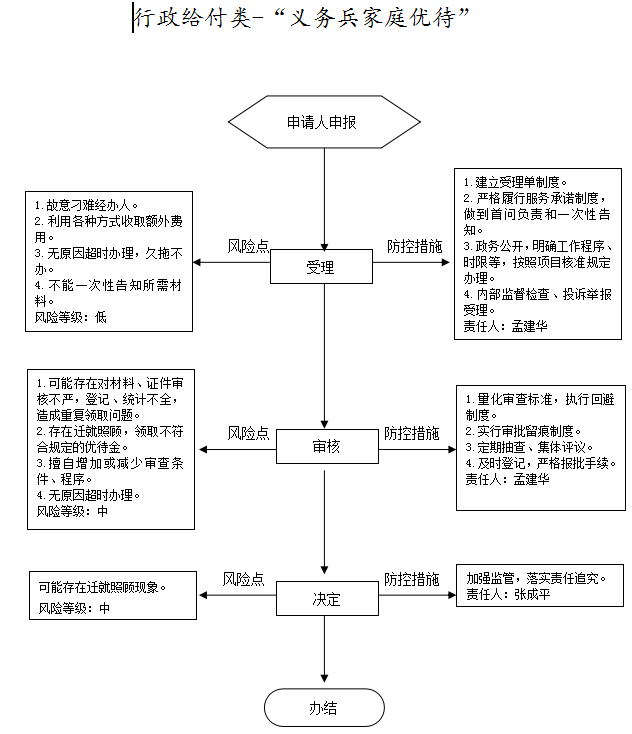 行政给付类-“义务兵家庭优待”
申请人申报
1. 故意刁难经办人。
2. 利用各种方式收取额外费
用。
3. 无原因超时办理，久拖不
办。
4. 不能一次性告知所需材
料。
风险等级：低
风险点
受理
防控措施
1. 建立受理单制度。
2. 严格履行服务承诺制度，
做到首问负责和一次性告
知。
3. 政务公开，明确工作程序、
时限等，按照项目核准规定
办理。
4. 内部监督检查、投诉举报
受理。
责任人：孟建华
1. 可能存在对材料、证件审
核不严，登记、统计不全，
造成重复领取问题。
2. 存在迁就照顾，领取不符
合规定的优待金。
3. 擅自增加或减少审查条
件、程序。
4. 无原因超时办理。
风险等级：中
风险点
审核
防控措施
1. 量化审查标准，执行回避
制度。
2. 实行审批留痕制度。
3. 定期抽查、集体评议。
4. 及时登记，严格报批手续。
责任人：孟建华
可能存在迁就照顾现象。
风险等级：中
风险点
决定
防控措施
加强监管，落实责任追究。
责任人：张成平
办结